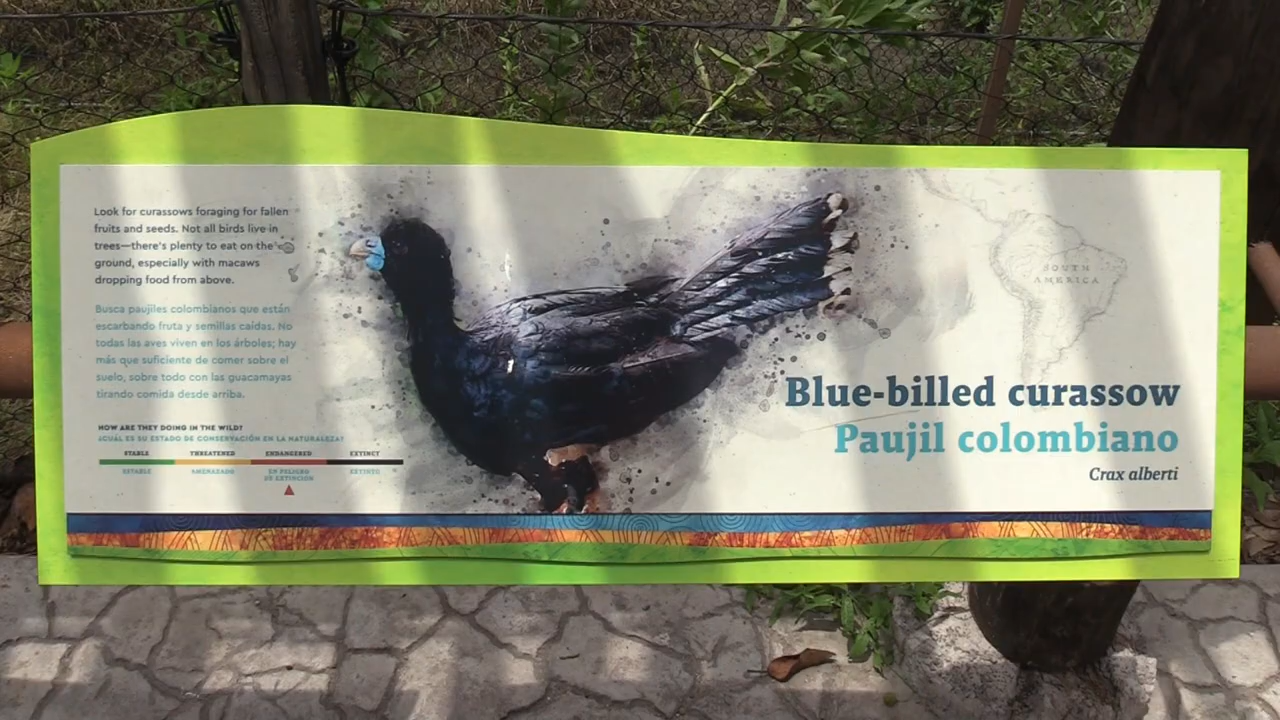 Look for curassows foraging for fallen
fruits and seeds. Not all birds live in
trees—there's plenty to eat on the
ground, especially with macaws
dropping food from above.
Busca paujiles colombianos que están
escarbando fruta y semillas caídas. No
todas las aves viven en los árboles; hay
más que suficiente de comer sobre el
suelo, sobre todo con las guacamayas
tirando comida desde arriba.
HOW ARE THEY DOING IN THE WILD?
¿CUÁL ES SU ESTADO DE CONSERVACIÓN EN LA NATURALEZA?
STABLE THREATENED ENDANGERED EXTINCT
ESTABLE AMENAZADO EN PELIGRO DE EXTINCIÓN EXTINTO
SOUTH
AMERICA
Blue-billed curassow
Paujil colombiano
Crax alberti